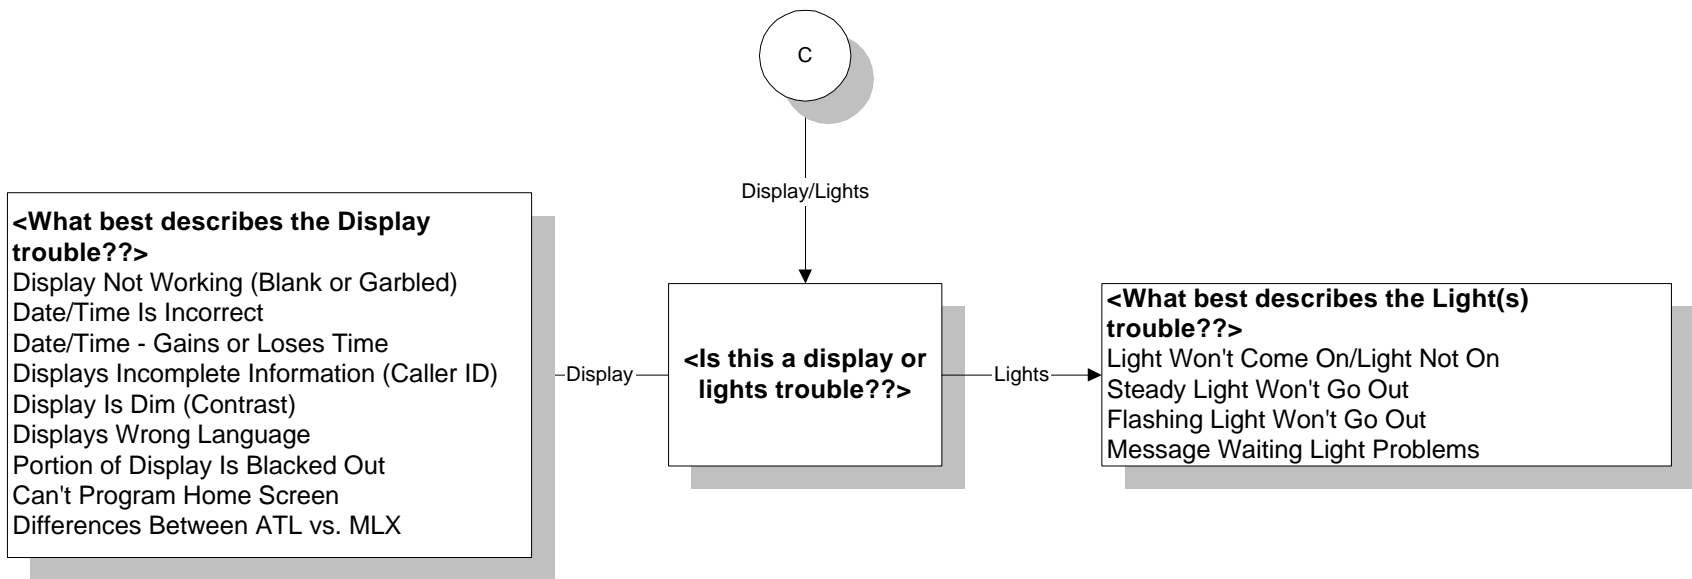 C
Display/Lights
<What best describes the Display
trouble??>
Display Not Working (Blank or Garbled)
Date/Time Is Incorrect
Date/Time - Gains or Loses Time
Displays Incomplete Information (Caller ID)
Display Is Dim (Contrast)
Displays Wrong Language
Portion of Display Is Blacked Out
Can't Program Home Screen
Differences Between ATL vs. MLX
Display
<Is this a display or
lights trouble??>
Lights
<What best describes the Light(s)
trouble??>
Light Won't Come On/Light Not On
Steady Light Won't Go Out
Flashing Light Won't Go Out
Message Waiting Light Problems